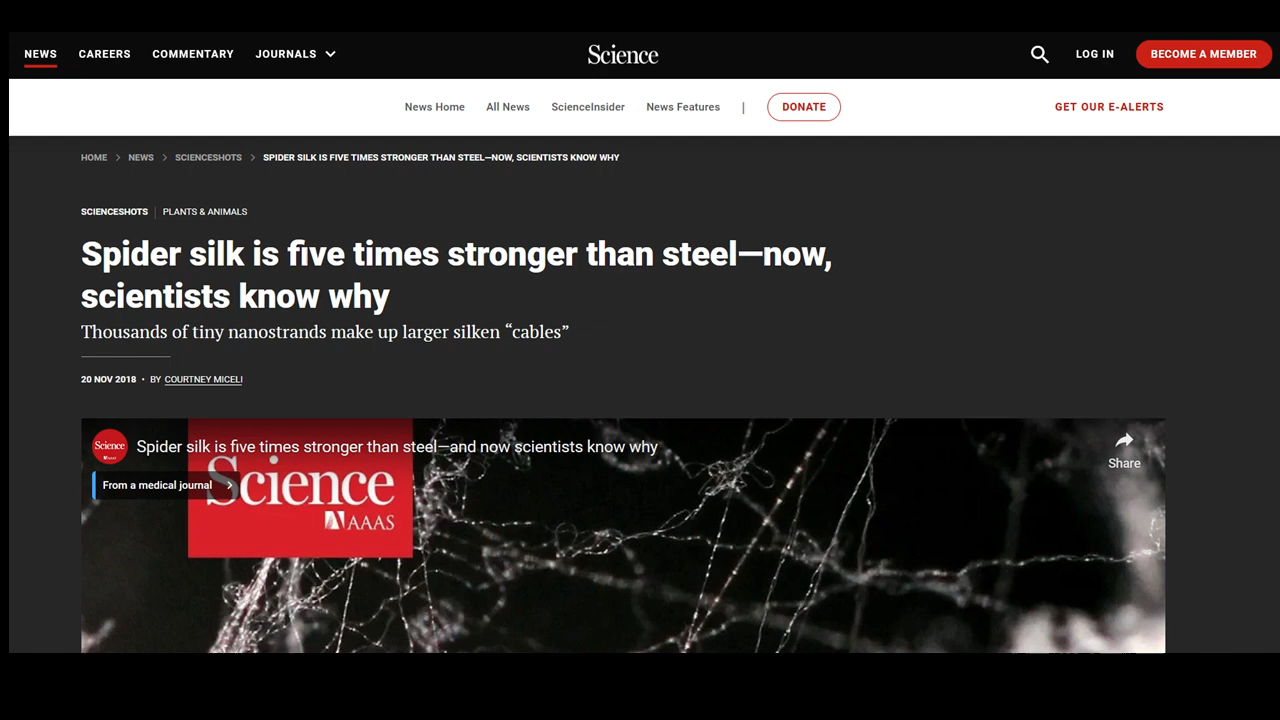 NEWS CAREERS COMMENTARY JOURNALS Science LOG IN BECOME A MEMBER
News Home All News ScienceInsider News Features | DONATE GET OUR E-ALERTS
HOME > NEWS > SCIENCESHOTS > SPIDER SILK IS FIVE TIMES STRONGER THAN STEEL—NOW, SCIENTISTS KNOW WHY
SCIENCESHOTS | PLANTS & ANIMALS
Spider silk is five times stronger than steel—now,
scientists know why
Thousands of tiny nanostrands make up larger silken “cables”
20 NOV 2018 • BY COURTNEY MICELI
Science
AAAS
Spider silk is five times stronger than steel—and now scientists know why
Share
From a medical journal >
Science
AAAS